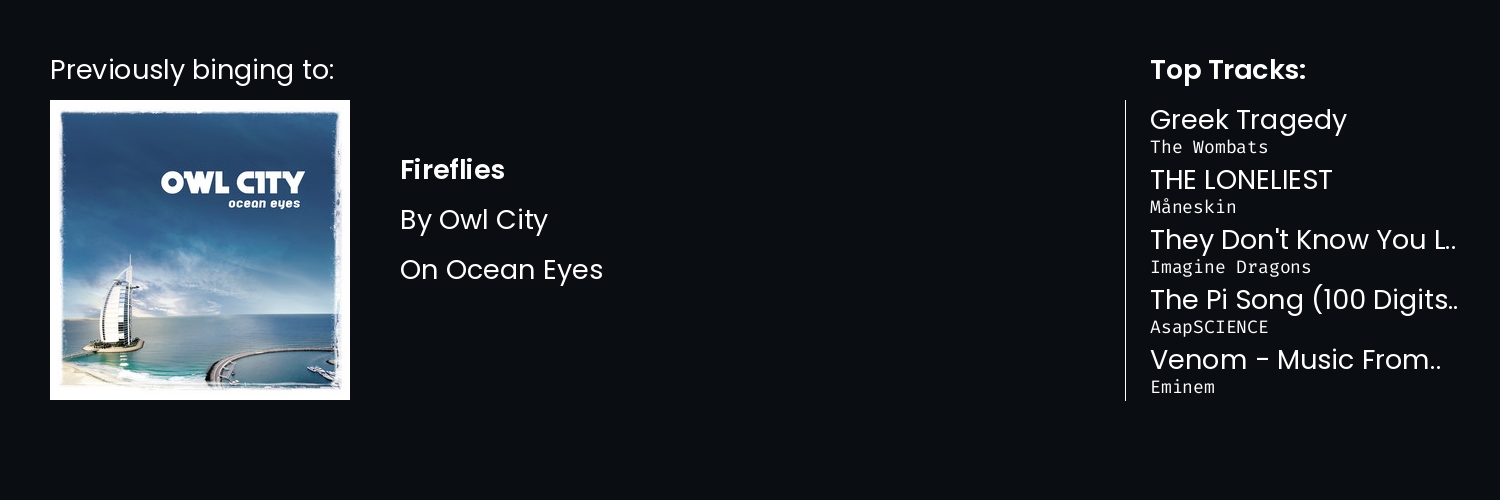 Previously binging to:
OWL CITY
ocean eyes
Fireflies
By Owl City
On Ocean Eyes
Top Tracks:
Greek Tragedy
The Wombats
THE LONELIEST
Måneskin
They Don't Know You L..
Imagine Dragons
The Pi Song (100 Digits..
AsapSCIENCE
Venom - Music From..
Eminem